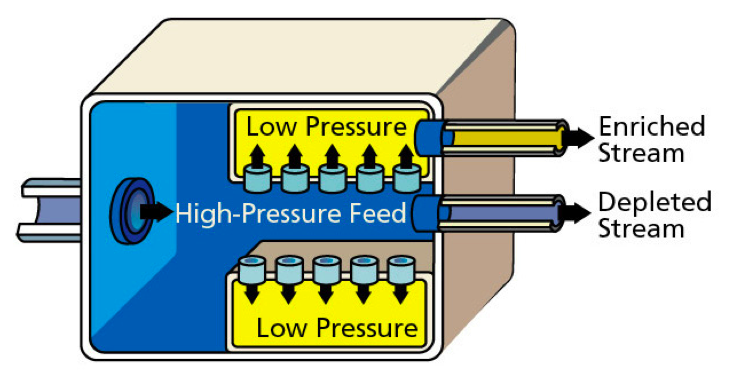 Low Pressure
Enriched
Stream
High-Pressure Feed
Depleted
Stream
Low Pressure